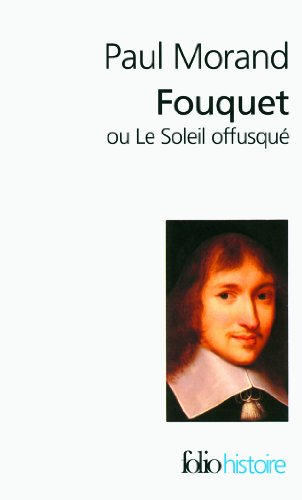 Paul Morand
Fouquet
ou Le Soleil offusqué
folio histoire